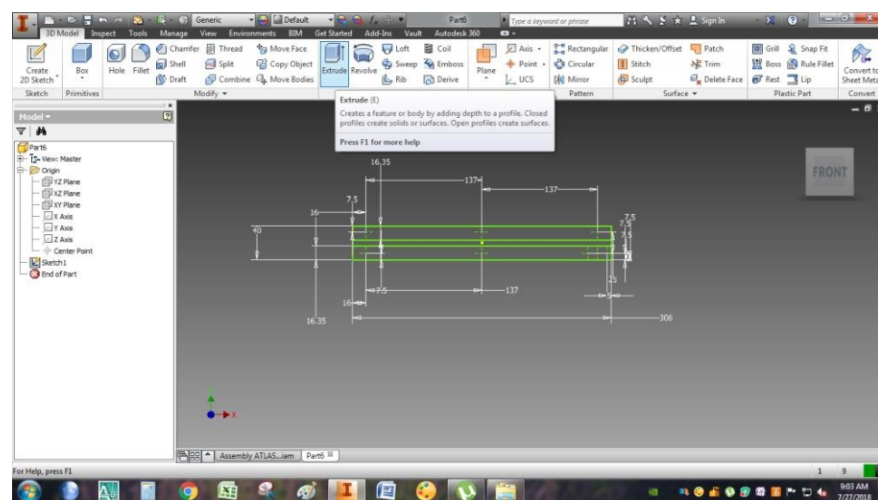 Generic Default Part6 Type a keyword or phrase Sign In
3D Model Inspect Tools Manage View Environments BIM Get Started Add-Ins Vault Autodesk 360
Create 2D Sketch
Box
Hole
Fillet
Chamfer Thread Move Face
Shell Split Copy Object
Draft Combine Move Bodies
Extrude
Revolve
Loft Coil
Sweep Emboss
Rib Derive
Plane
Axis
Point
UCS
Rectangular
Circular
Mirror
Thicken/Offset Patch
Stitch Trim
Sculpt Delete Face
Grill Snap Fit
Boss Rule Fillet
Rest Lip
Convert to
Sheet Meta
Sketch Primitives Modify Pattern Surface Plastic Part Convert
Extrude (E)
Creates a feature or body by adding depth to a profile. Closed
profiles create solids or surfaces. Open profiles create surfaces.
Press F1 for more help
Model
Part6
View: Master
Origin
YZ Plane
XZ Plane
XY Plane
X Axis
Y Axis
Z Axis
Center Point
Sketch1
End of Part
FRONT
16.35
137
137
7.5
16
7.5
7.5
40
7.5
25
7.5
137
16
5
16.35
306
X
Assembly ATLAS...iam Part6
For Help, press F1
1 9
9:03 AM
7/27/2018